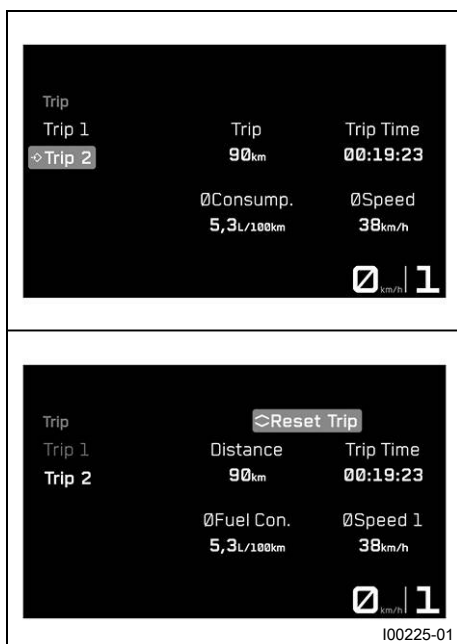 Trip
Trip 1 Trip Trip Time
Trip 2 90km 00:19:23
ØConsump. ØSpeed
5,3L/100km 38km/h
0 km/h 1
Trip Reset Trip
Trip 1 Distance Trip Time
Trip 2 90km 00:19:23
ØFuel Con. ØSpeed 1
5,3L/100km 38km/h
0 km/h 1
I00225-01